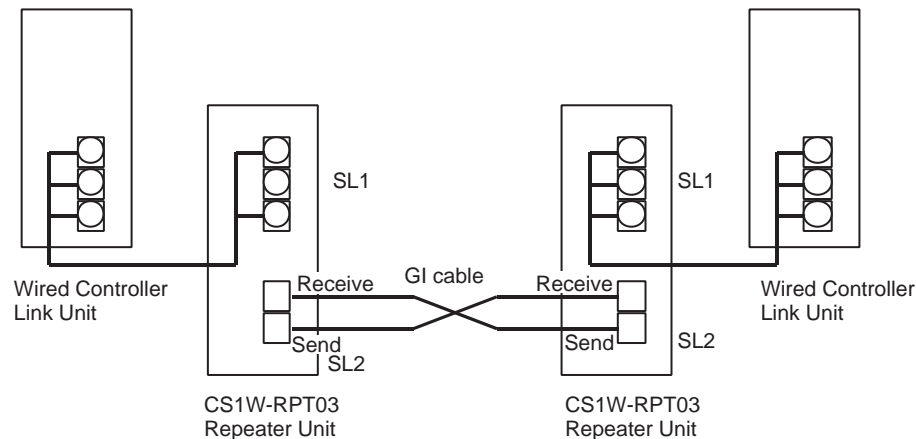 SL1
SL1
GI cable
Receive
Receive
Wired Controller
Link Unit
Wired Controller
Link Unit
Send
SL2
Send
SL2
CS1W-RPT03
Repeater Unit
CS1W-RPT03
Repeater Unit